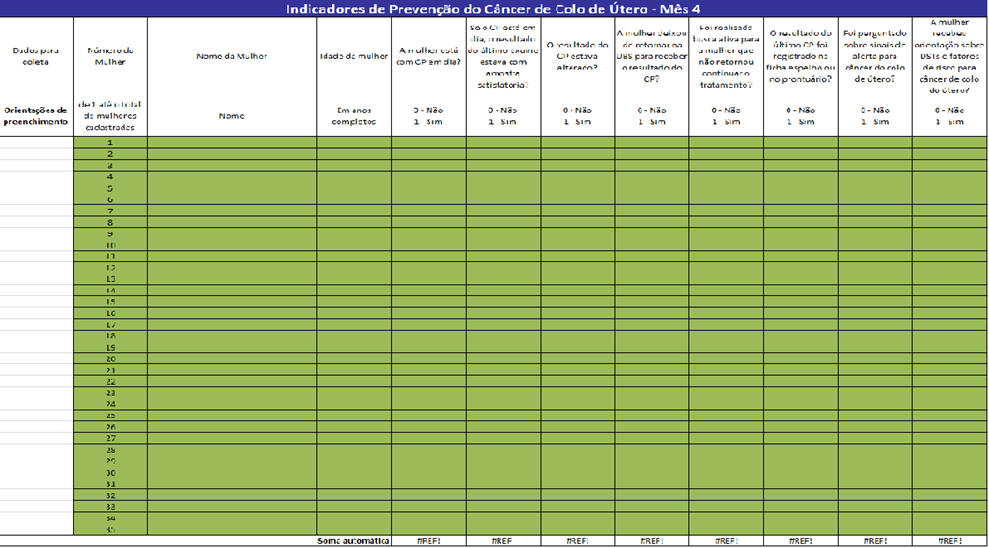 Indicadores de Prevenção do Câncer de Colo de Útero - Mês 4
Dados para
coleta
Número da
Mulher
Nome da Mulher
Idade da mulher
A mulher está
com CP em dia?
Se o CP está em
dia, o resultado
do último exame
estava com
amostra
satisfatória?
O resultado do
CP estava
alterado?
A mulher deixou
de retornar na
UBS para receber
o resultado do
CP?
Foi realizada
busca ativa para
a mulher que
não retornou
continuar o
tratamento?
O resultado do
último CP foi
registrado na
ficha espelho ou
no prontuário?
Foi perguntado
sobre sinais de
alerta para
câncer do colo
de útero?
A mulher
recebeu
orientação sobre
DSTs e fatores
de risco para
câncer de colo
do útero?
Orientações de
preenchimento
de 1 até o total
de mulheres
cadastradas
Nome
Em anos
completos
0 - Não
1 - Sim
0 - Não
1 - Sim
0 - Não
1 - Sim
0 - Não
1 - Sim
0 - Não
1 - Sim
0 - Não
1 - Sim
0 - Não
1 - Sim
0 - Não
1 - Sim
1
2
3
4
5
6
7
8
9
10
11
12
13
14
15
16
17
18
19
20
21
22
23
24
25
26
27
28
29
30
31
32
33
34
35
Soma automática #REF! #REF #REF! #REF! #REF! #REF! #REF! #REF!